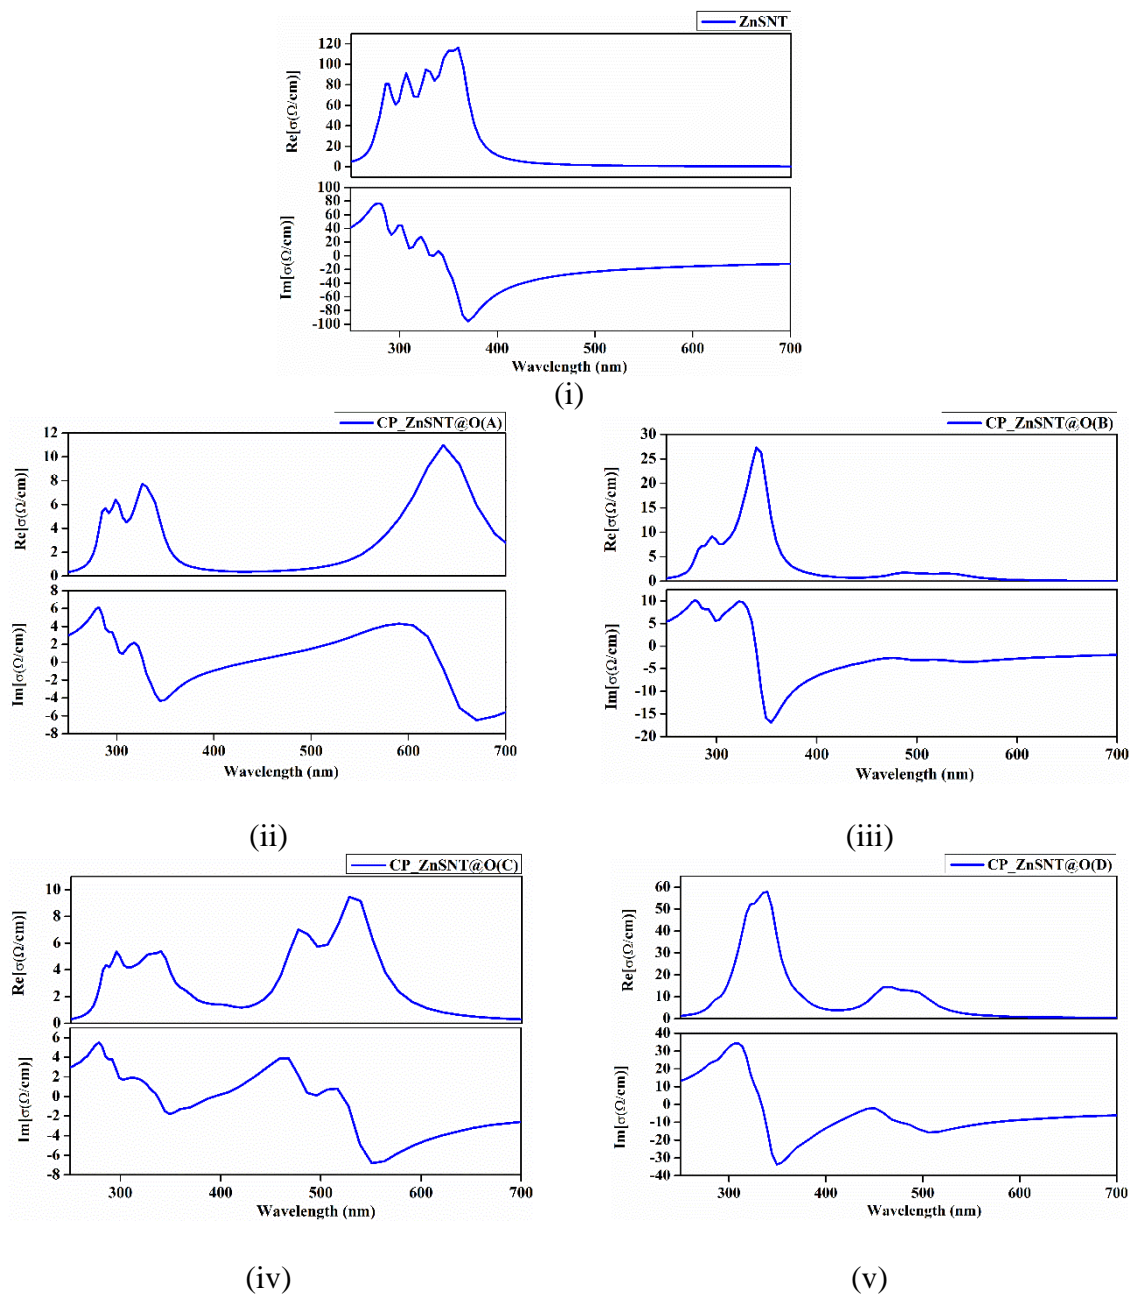 ZnSNT
120
100
80
60
40
20
0
Re[σ(Ω/cm)]
100
80
60
40
20
0
-20
-40
-60
-80
-100
Im[σ(Ω/cm)]
300 400 500 600 700
Wavelength (nm)
(i)
CP_ZnSNT@O(A)
12
10
8
6
4
2
0
Re[σ(Ω/cm)]
8
6
4
2
0
-2
-4
-6
-8
Im[σ(Ω/cm)]
300 400 500 600 700
Wavelength (nm)
(ii)
CP_ZnSNT@O(B)
30
25
20
15
10
5
0
Re[σ(Ω/cm)]
10
5
0
-5
-10
-15
-20
Im[σ(Ω/cm)]
300 400 500 600 700
Wavelength (nm)
(iii)
CP_ZnSNT@O(C)
10
8
6
4
2
0
Re[σ(Ω/cm)]
6
4
2
0
-2
-4
-6
-8
Im[σ(Ω/cm)]
300 400 500 600 700
Wavelength (nm)
(iv)
CP_ZnSNT@O(D)
60
50
40
30
20
10
0
Re[σ(Ω/cm)]
40
30
20
10
0
-10
-20
-30
-40
Im[σ(Ω/cm)]
300 400 500 600 700
Wavelength (nm)
(v)